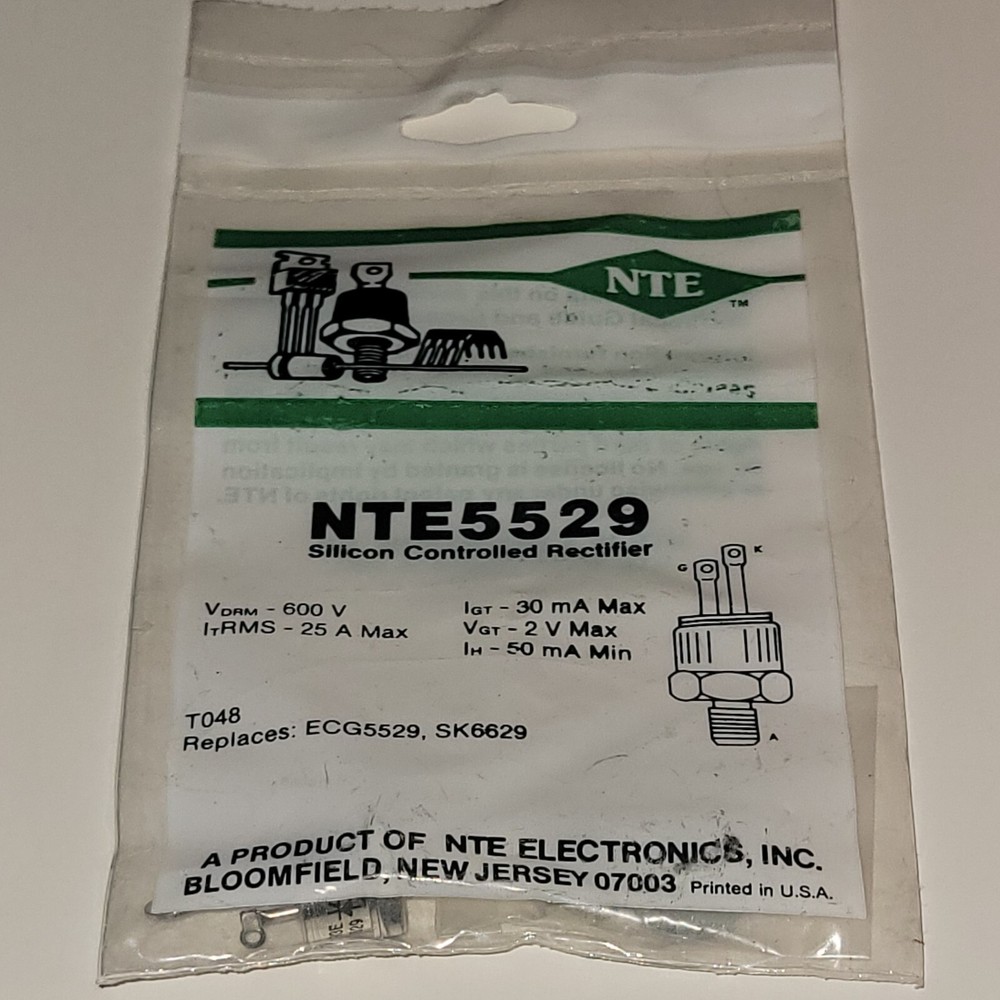 NTE
TM
NTE5529
Silicon Controlled Rectifier
VDRM - 600 V
ITRMS - 25 A Max
IGT - 30 mA Max
VGT - 2 V Max
IH - 50 mA Min
G
K
A
T048
Replaces: ECG5529, SK6629
A PRODUCT OF NTE ELECTRONICS, INC.
BLOOMFIELD, NEW JERSEY 07003 Printed in U.S.A.